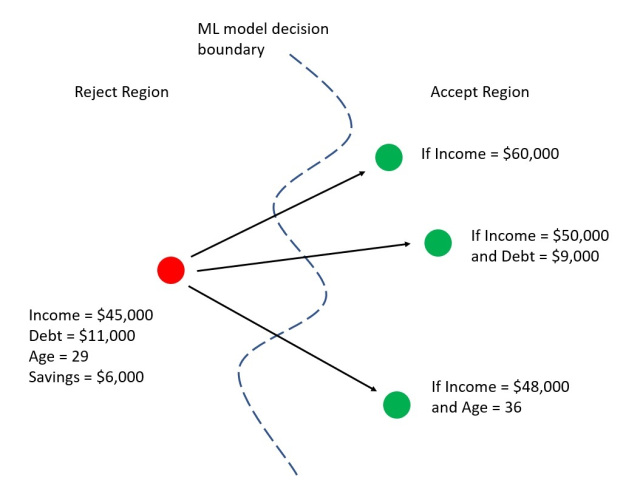 ML model decision
boundary
Reject Region
Accept Region
If Income = $60,000
If Income = $50,000
and Debt = $9,000
Income = $45,000
Debt = $11,000
Age = 29
Savings = $6,000
If Income = $48,000
and Age = 36